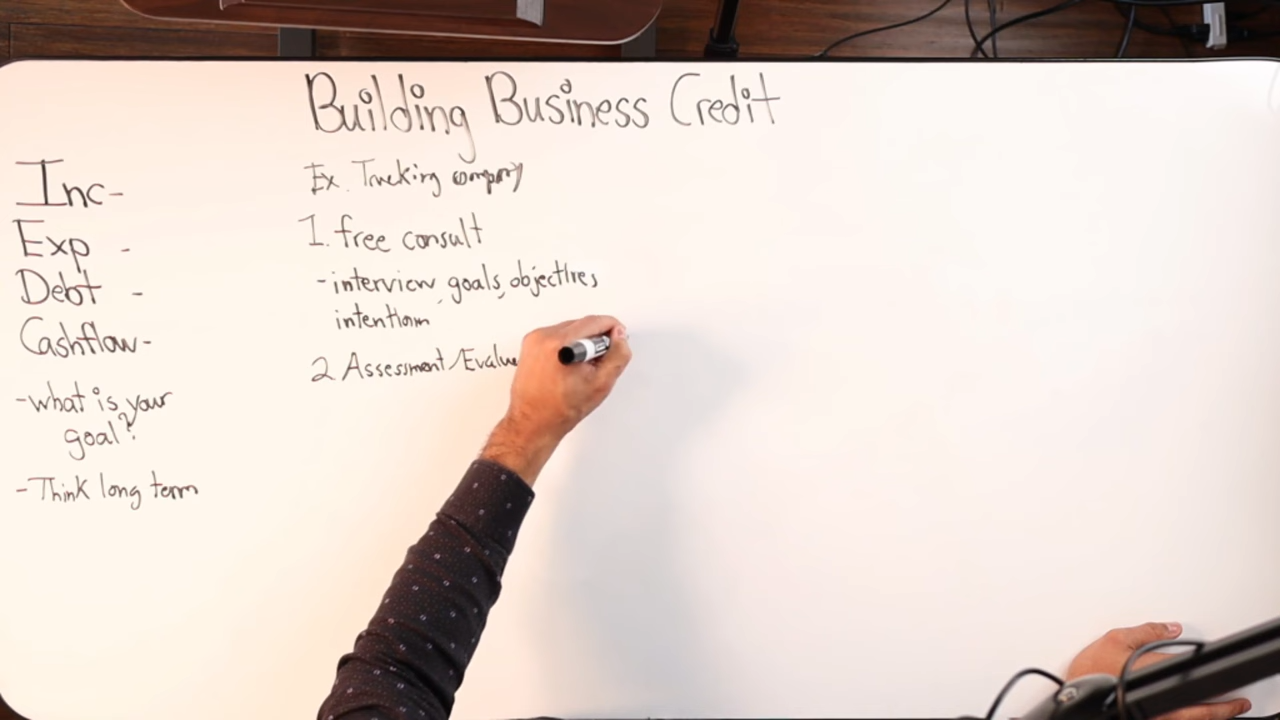 Building Business Credit
Inc-
Exp -
Debt -
Cashflow-
-what is your
goal?
-Think long term
Ex. Trucking company
1. free consult
-interview, goals, objectives
intention
2 Assessment/Evalu